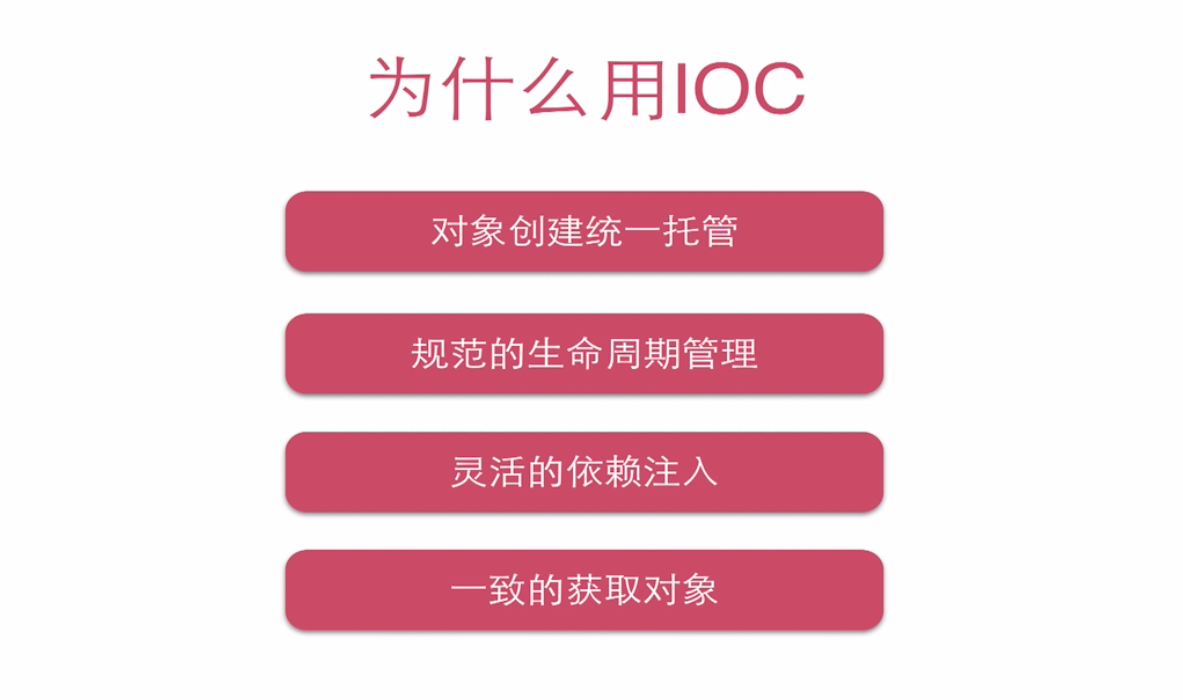 为什么用IOC
对象创建统一托管
规范的生命周期管理
灵活的依赖注入
一致的获取对象